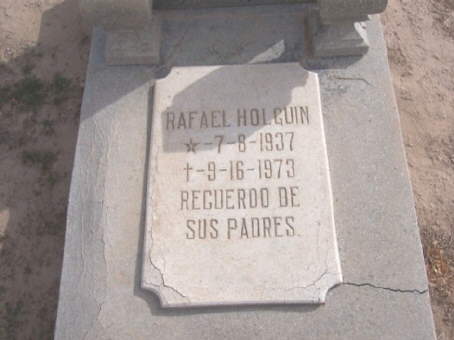 RAFAEL HOLGUIN
☆-7-8-1937
†-9-16-1973
RECUERDO DE
SUS PADRES.